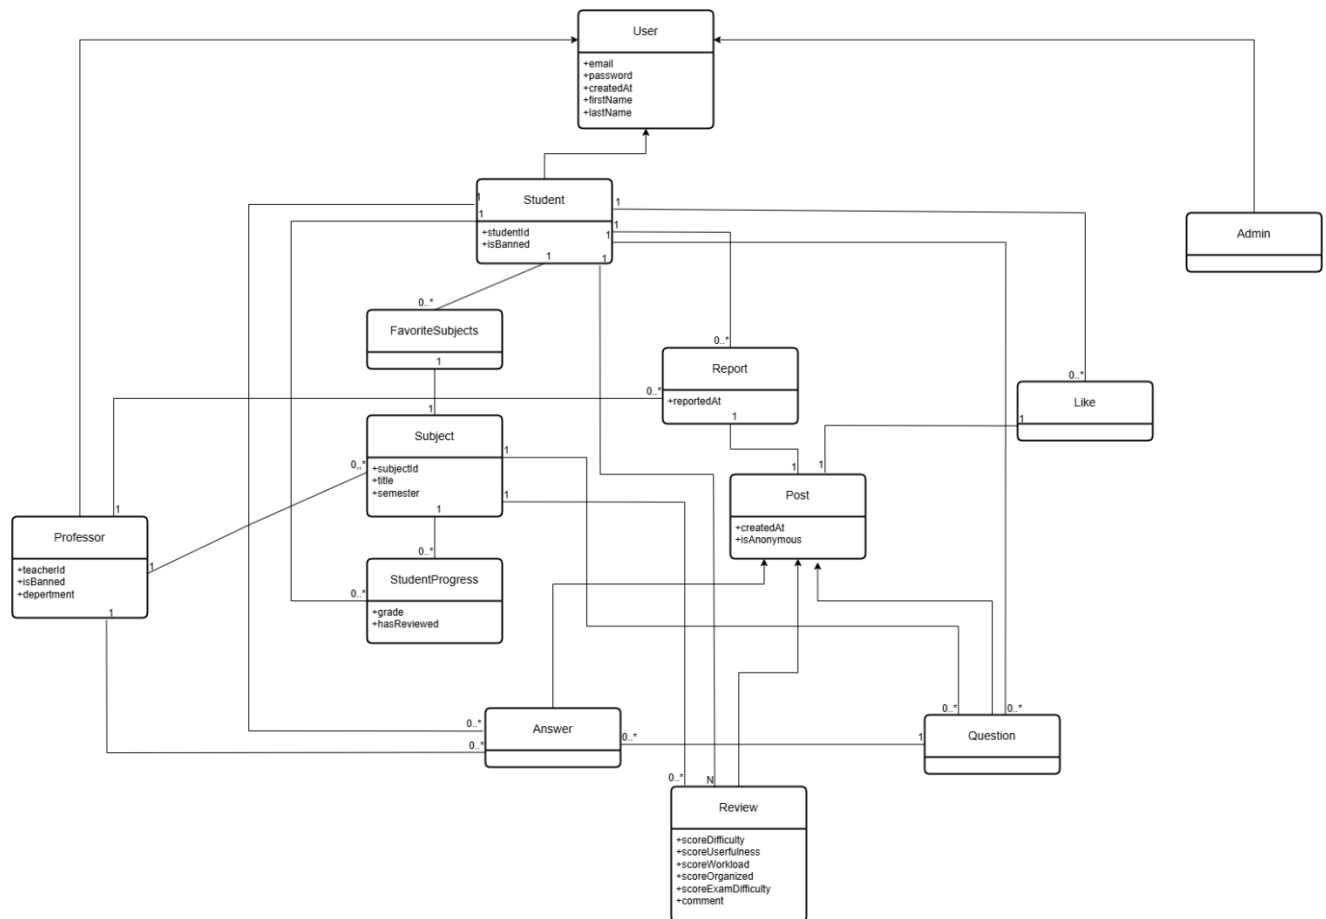 User
+email
+password
+createdAt
+firstName
+lastName
Student
+studentId
+isBanned
1
1
1
1
1
1
1
Admin
0..*
FavoriteSubjects
1
0..*
Report
+reportedAt
0..*
1
0..*
Like
1
1
Subject
+subjectId
+title
+semester
0,,*
1
1
1
1
1
Post
+createdAt
+isAnonymous
1
Professor
+teacherId
+isBanned
+depertment
1
1
0..*
StudentProgress
+grade
+hasReviewed
0..*
0..*
0..*
Answer
0..*
1
0..*
0..*
Question
0..*
N
Review
+scoreDifficulty
+scoreUserfulness
+scoreWorkload
+scoreOrganized
+scoreExamDifficulty
+comment